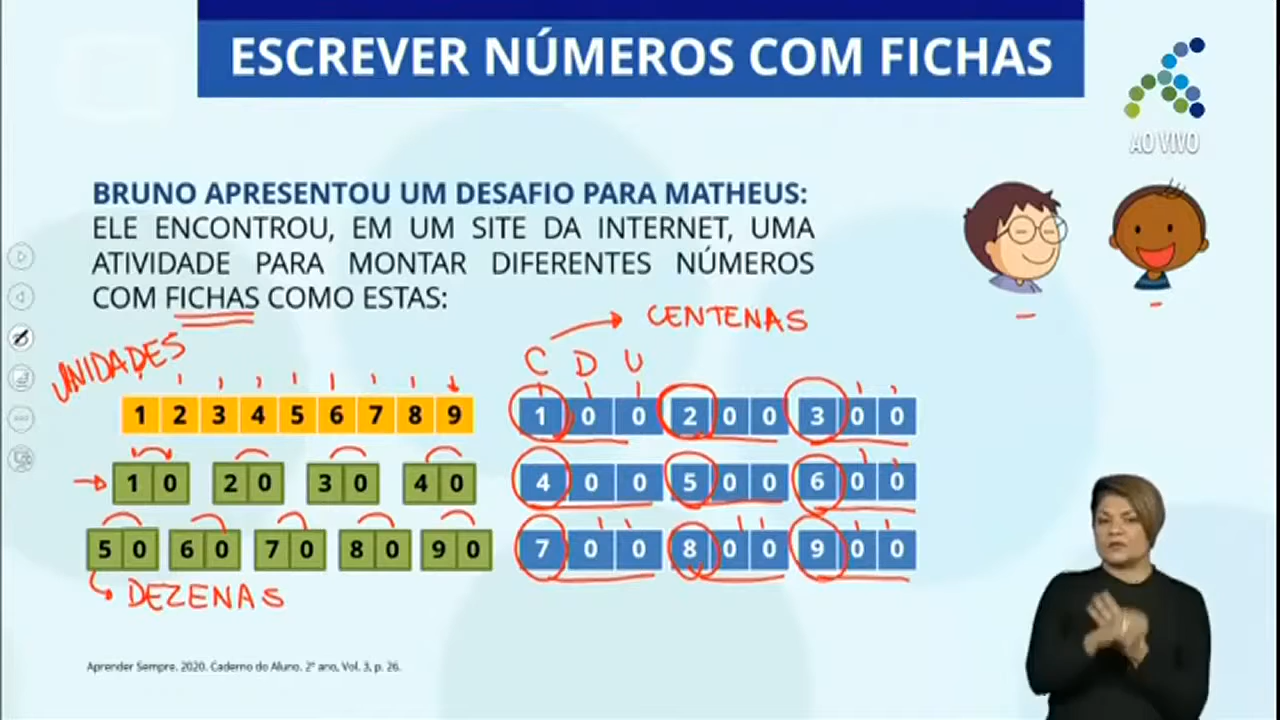 ESCREVER NÚMEROS COM FICHAS
AO VIVO
BRUNO APRESENTOU UM DESAFIO PARA MATHEUS:
ELE ENCONTROU, EM UM SITE DA INTERNET, UMA
ATIVIDADE PARA MONTAR DIFERENTES NÚMEROS
COM FICHAS COMO ESTAS:
CENTENAS
UNIDADES
C D U
1 2 3 4 5 6 7 8 9
1 0 0 2 0 0 3 0 0
1 0 2 0 3 0 4 0
4 0 0 5 0 0 6 0 0
5 0 6 0 7 0 8 0 9 0
7 0 0 8 0 0 9 0 0
DEZENAS
Aprender Sempre. 2020. Caderno do Aluno. 2º ano, Vol. 3, p. 26.